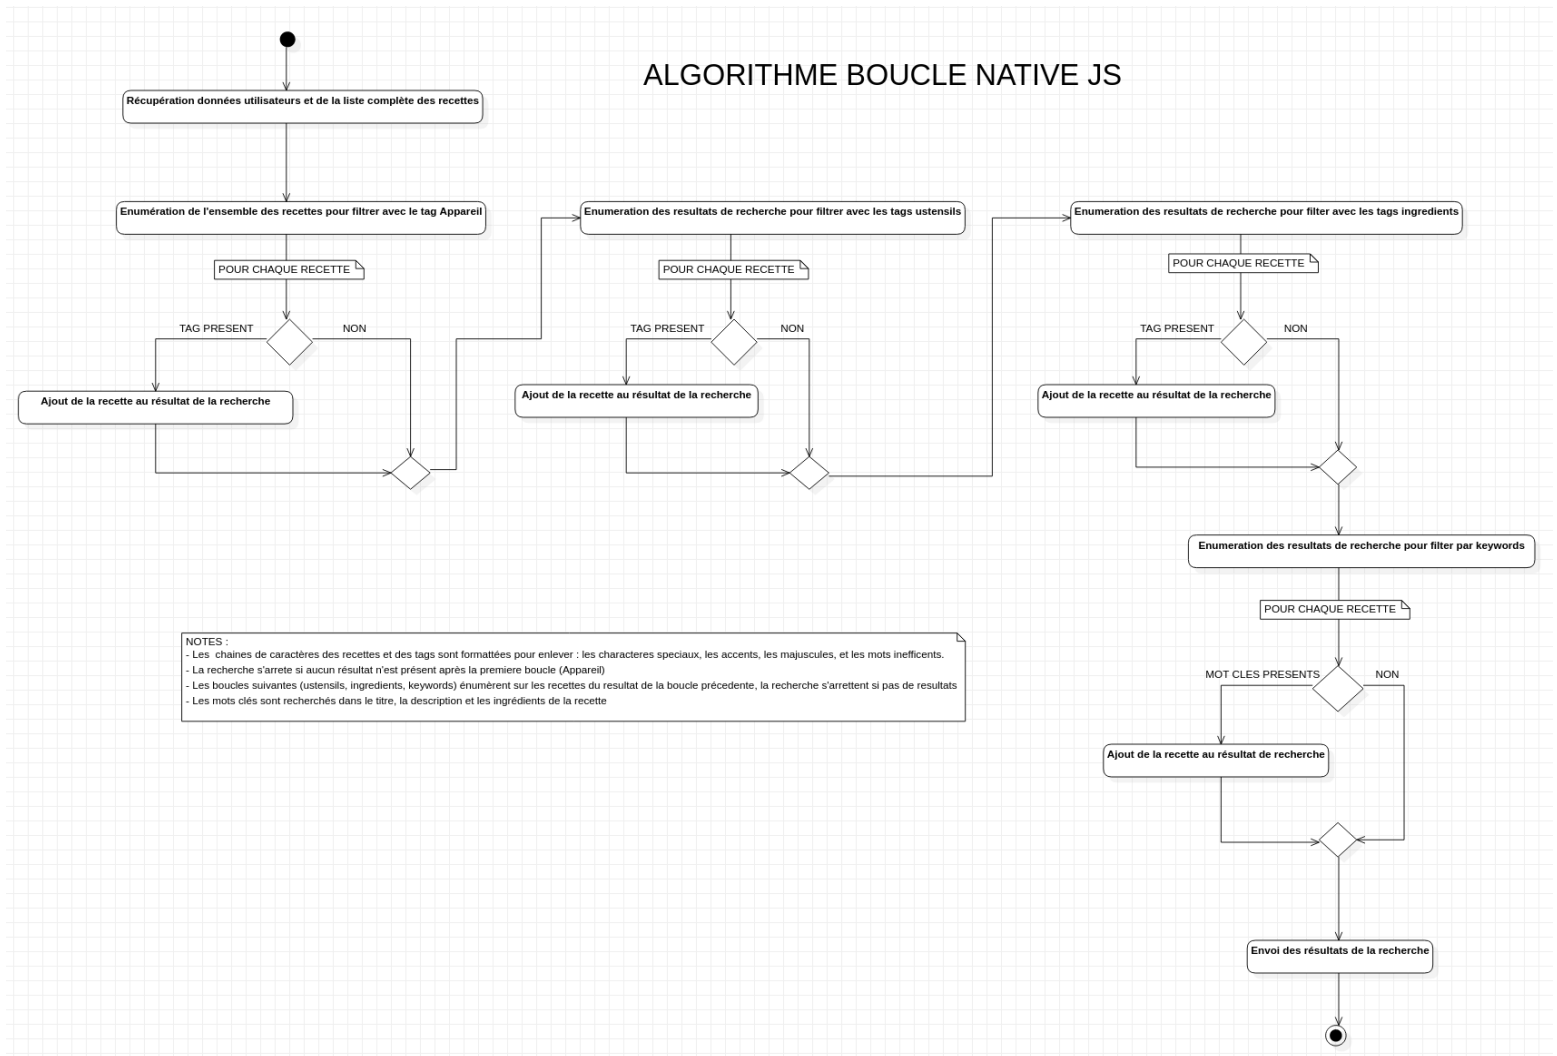 ALGORITHME BOUCLE NATIVE JS
Récupération données utilisateurs et de la liste complète des recettes
Enumération de l'ensemble des recettes pour filtrer avec le tag Appareil
POUR CHAQUE RECETTE
TAG PRESENT
NON
Ajout de la recette au résultat de la recherche
Enumeration des resultats de recherche pour filtrer avec les tags ustensils
POUR CHAQUE RECETTE
TAG PRESENT
NON
Ajout de la recette au résultat de la recherche
Enumeration des resultats de recherche pour filter avec les tags ingredients
POUR CHAQUE RECETTE
TAG PRESENT
NON
Ajout de la recette au résultat de la recherche
Enumeration des resultats de recherche pour filter par keywords
POUR CHAQUE RECETTE
MOT CLES PRESENTS
NON
Ajout de la recette au résultat de recherche
Envoi des résultats de la recherche
NOTES :
- Les  chaines de caractères des recettes et des tags sont formattées pour enlever : les characteres speciaux, les accents, les majuscules, et les mots inefficents.
- La recherche s'arrete si aucun résultat n'est présent après la premiere boucle (Appareil)
- Les boucles suivantes (ustensils, ingredients, keywords) énumèrent sur les recettes du resultat de la boucle précedente, la recherche s'arrettent si pas de resultats
- Les mots clés sont recherchés dans le titre, la description et les ingrédients de la recette